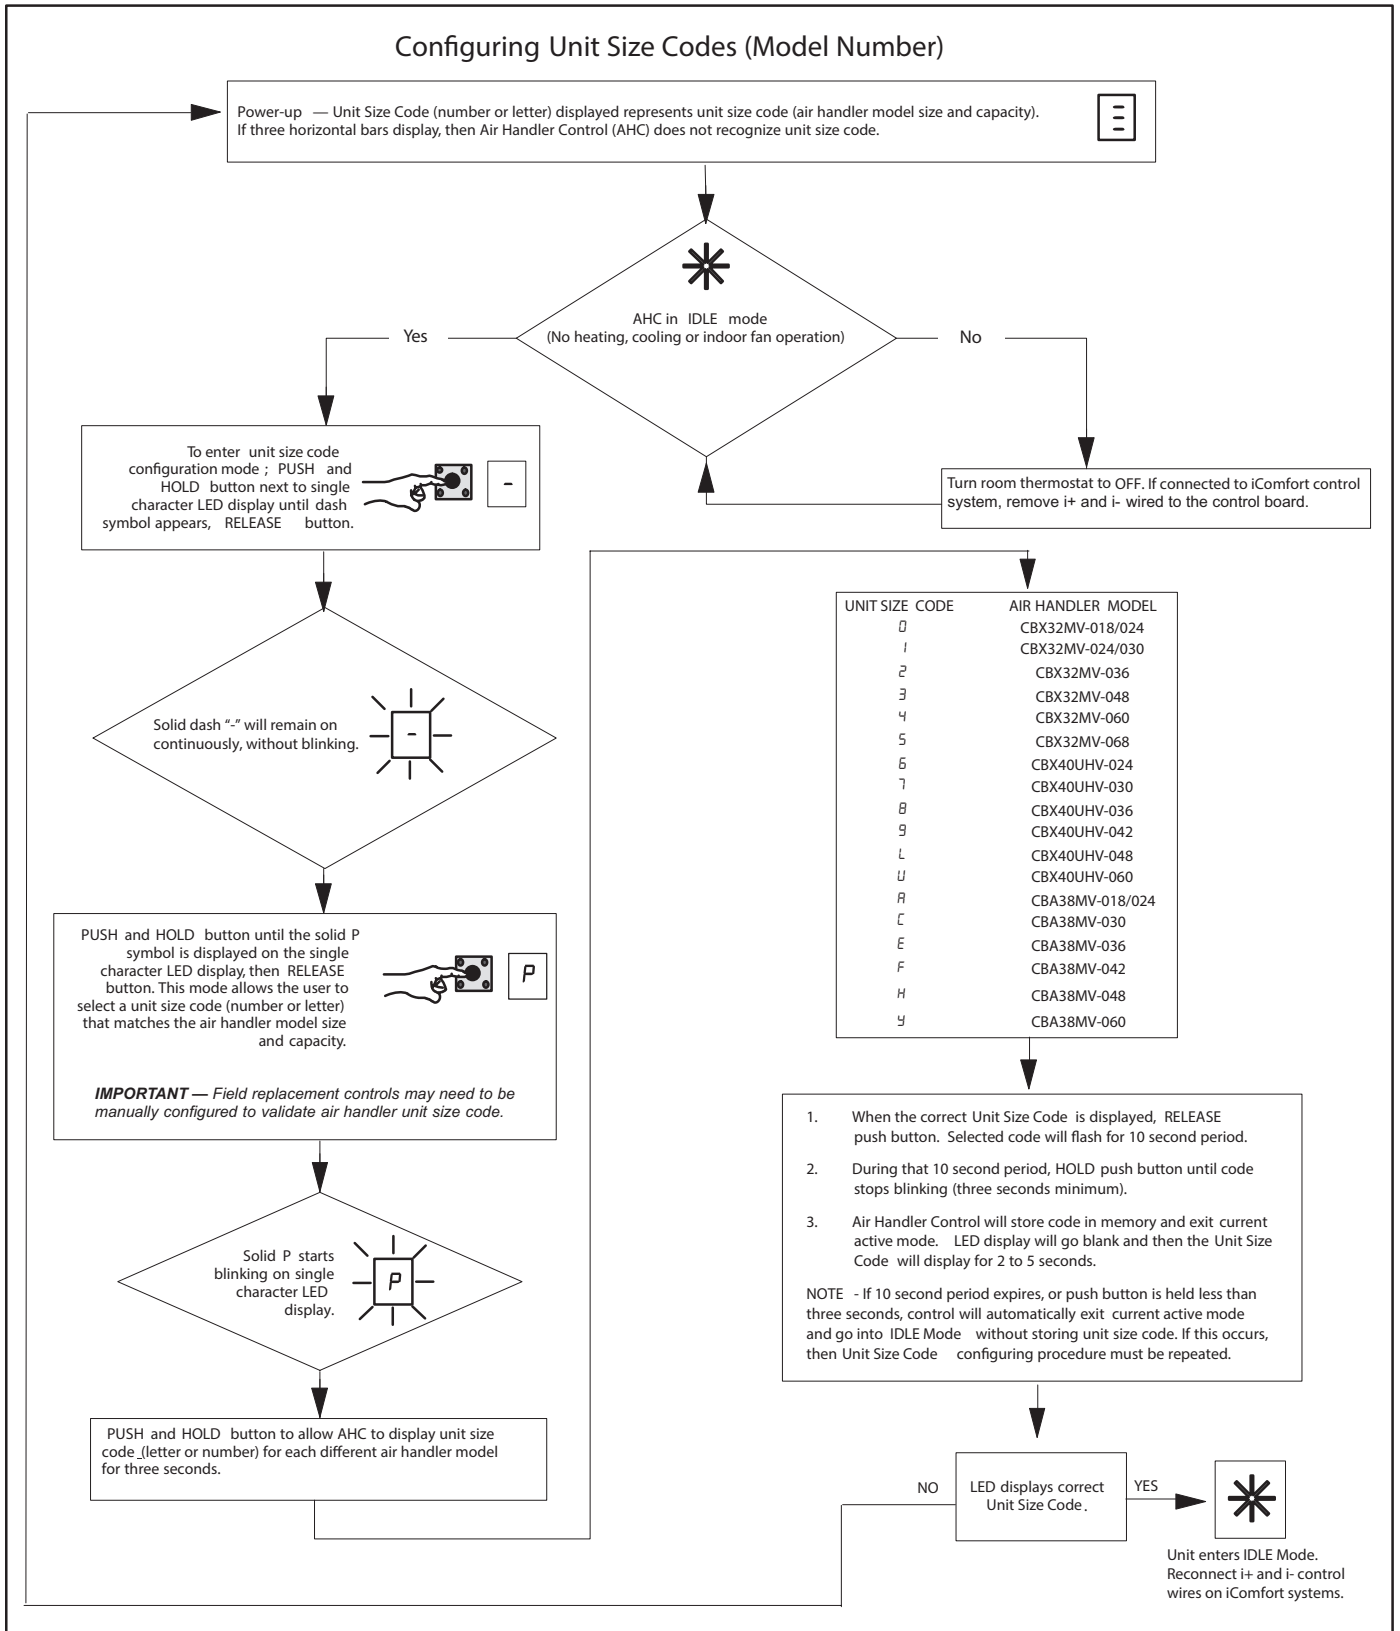 Configuring Unit Size Codes (Model Number)
Power-up — Unit Size Code (number or letter) displayed represents unit size code (air handler model size and capacity).
If three horizontal bars display, then Air Handler Control (AHC) does not recognize unit size code.
AHC in IDLE mode
(No heating, cooling or indoor fan operation)
Yes
No
To enter unit size code
configuration mode ; PUSH and
HOLD button next to single
character LED display until dash
symbol appears, RELEASE button.
-
Turn room thermostat to OFF. If connected to iComfort control
system, remove i+ and i- wired to the control board.
Solid dash “-” will remain on
continuously, without blinking.
-
PUSH and HOLD button until the solid P
symbol is displayed on the single
character LED display, then RELEASE
button. This mode allows the user to
select a unit size code (number or letter)
that matches the air handler model size
and capacity.
P
IMPORTANT — Field replacement controls may need to be
manually configured to validate air handler unit size code.
Solid P starts
blinking on single
character LED
display.
P
PUSH and HOLD button to allow AHC to display unit size
code (letter or number) for each different air handler model
for three seconds.
UNIT SIZE CODE AIR HANDLER MODEL
0 CBX32MV-018/024
1 CBX32MV-024/030
2 CBX32MV-036
3 CBX32MV-048
4 CBX32MV-060
5 CBX32MV-068
6 CBX40UHV-024
7 CBX40UHV-030
8 CBX40UHV-036
9 CBX40UHV-042
L CBX40UHV-048
U CBX40UHV-060
A CBA38MV-018/024
C CBA38MV-030
E CBA38MV-036
F CBA38MV-042
H CBA38MV-048
y CBA38MV-060
1. When the correct Unit Size Code is displayed, RELEASE
push button. Selected code will flash for 10 second period.
2. During that 10 second period, HOLD push button until code
stops blinking (three seconds minimum).
3. Air Handler Control will store code in memory and exit current
active mode. LED display will go blank and then the Unit Size
Code will display for 2 to 5 seconds.
NOTE - If 10 second period expires, or push button is held less than
three seconds, control will automatically exit current active mode
and go into IDLE Mode without storing unit size code. If this occurs,
then Unit Size Code configuring procedure must be repeated.
NO
LED displays correct
Unit Size Code.
YES
Unit enters IDLE Mode.
Reconnect i+ and i- control
wires on iComfort systems.